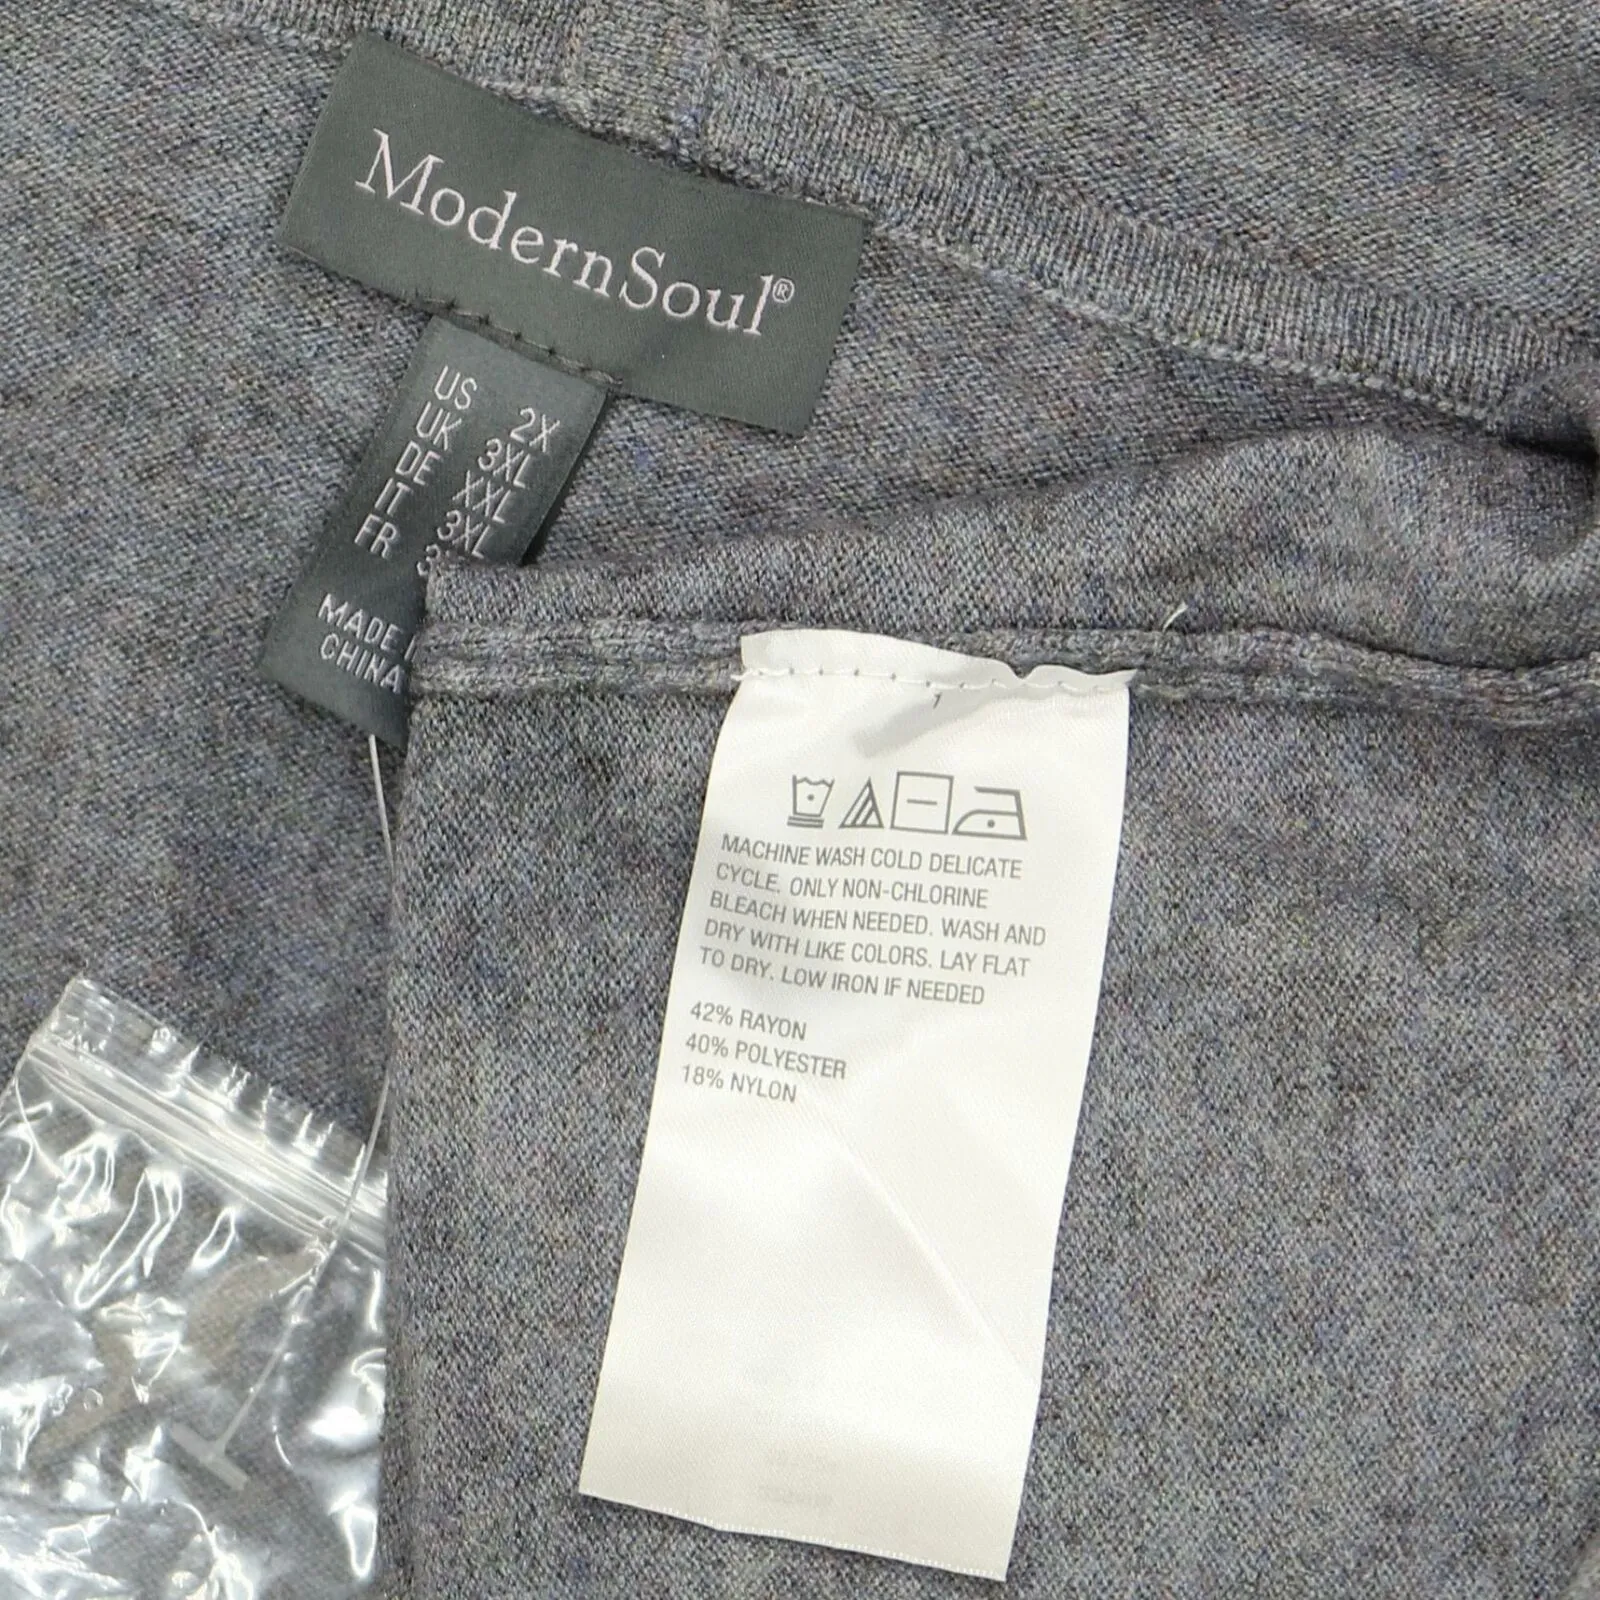 ModernSoul®
US 2X
UK 3XL
DE XXL
IT 3XL
FR
MADE
CHINA
1
MACHINE WASH COLD DELICATE
CYCLE. ONLY NON-CHLORINE
BLEACH WHEN NEEDED. WASH AND
DRY WITH LIKE COLORS. LAY FLAT
TO DRY. LOW IRON IF NEEDED
42% RAYON
40% POLYESTER
18% NYLON